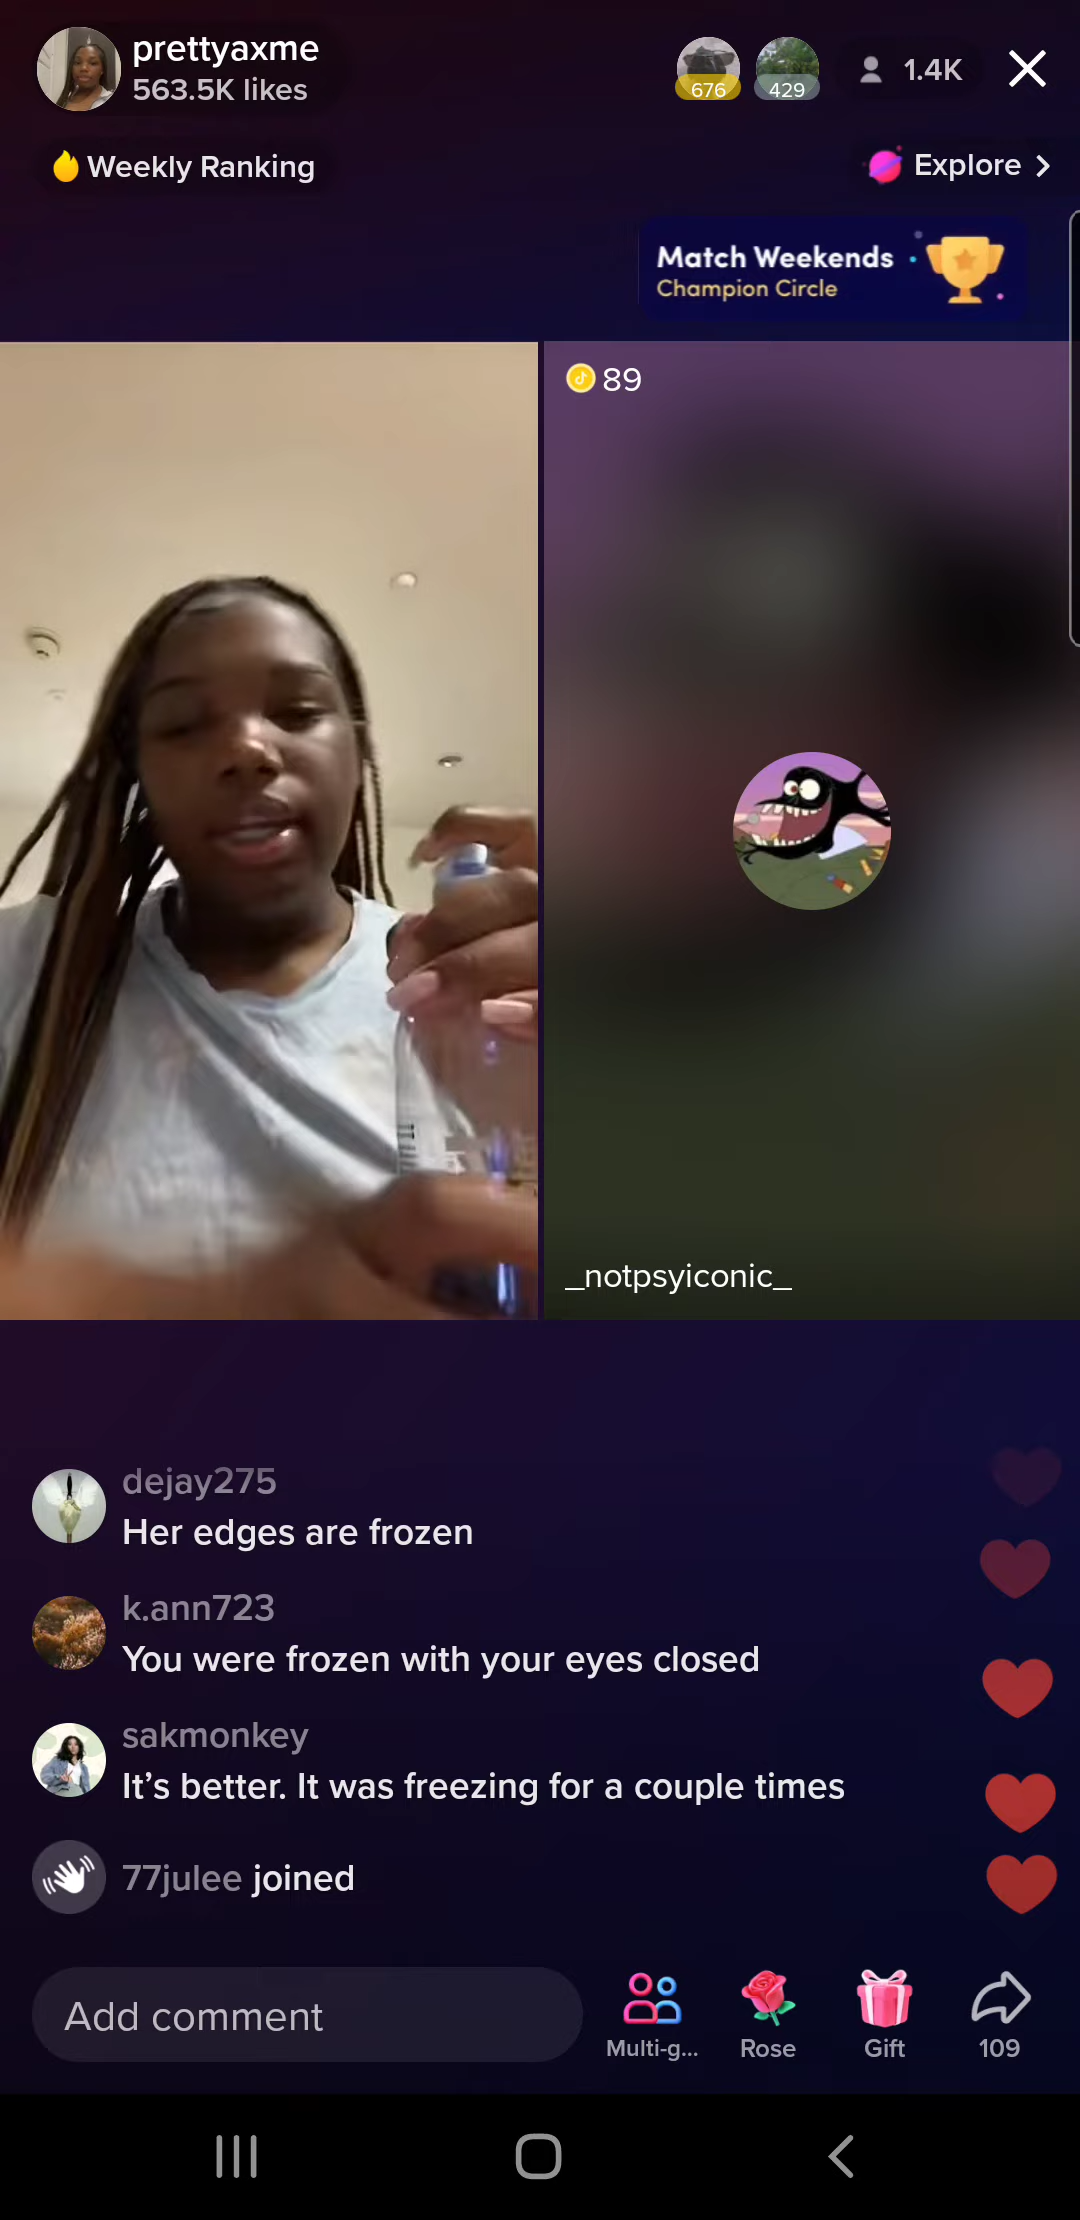 prettyaxme
563.5K likes
676
429
1.4K
Weekly Ranking
Explore >
Match Weekends
Champion Circle
89
_notpsyiconic_
dejay275
Her edges are frozen
k.ann723
You were frozen with your eyes closed
sakmonkey
It’s better. It was freezing for a couple times
77julee joined
Add comment
Multi-g...
Rose
Gift
109